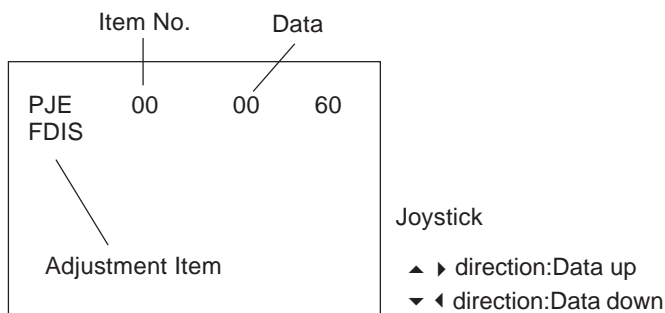 Item No. Data
PJE 00 00 60
FDIS
Adjustment Item
Joystick
▲ ▶ direction:Data up
▼ ◀ direction:Data down